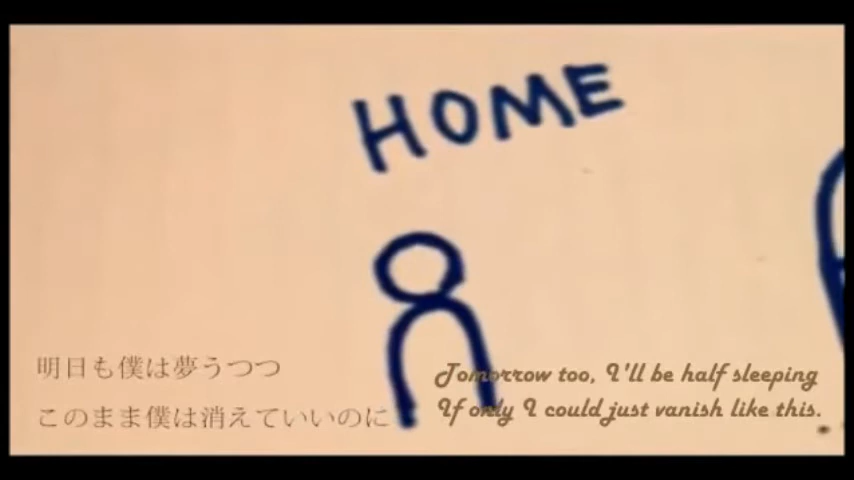 HOME
明日も僕は夢うつつ
このまま僕は消えていいのに
Tomorrow too, I'll be half sleeping
If only I could just vanish like this.